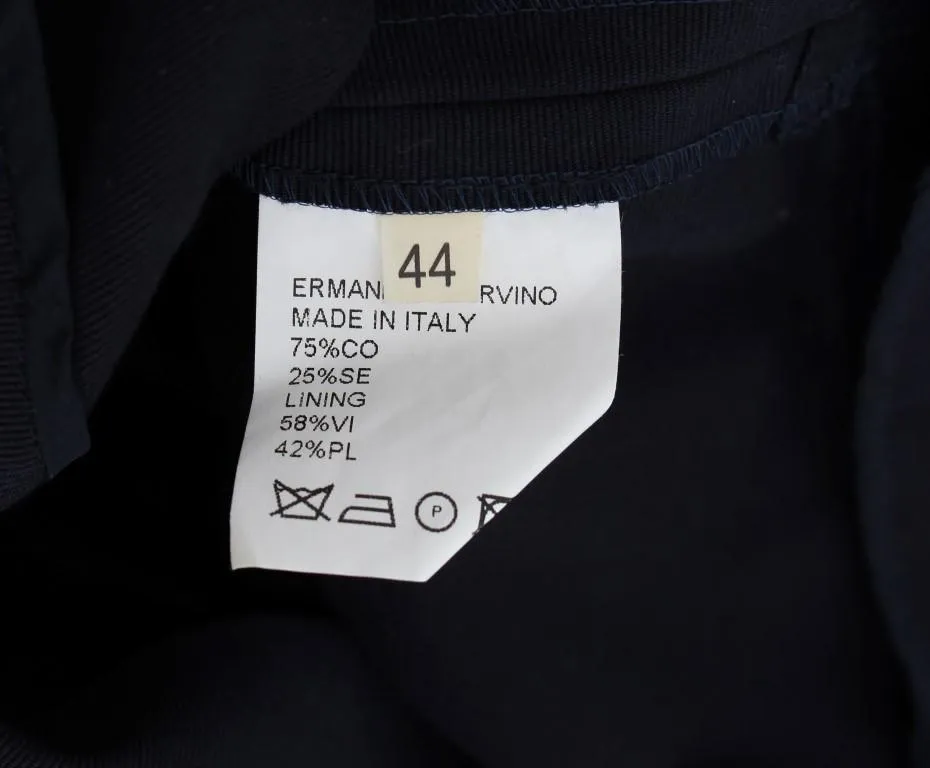 44
ERMAN RVINO
MADE IN ITALY
75%CO
25%SE
LINING
58%VI
42%PL
P